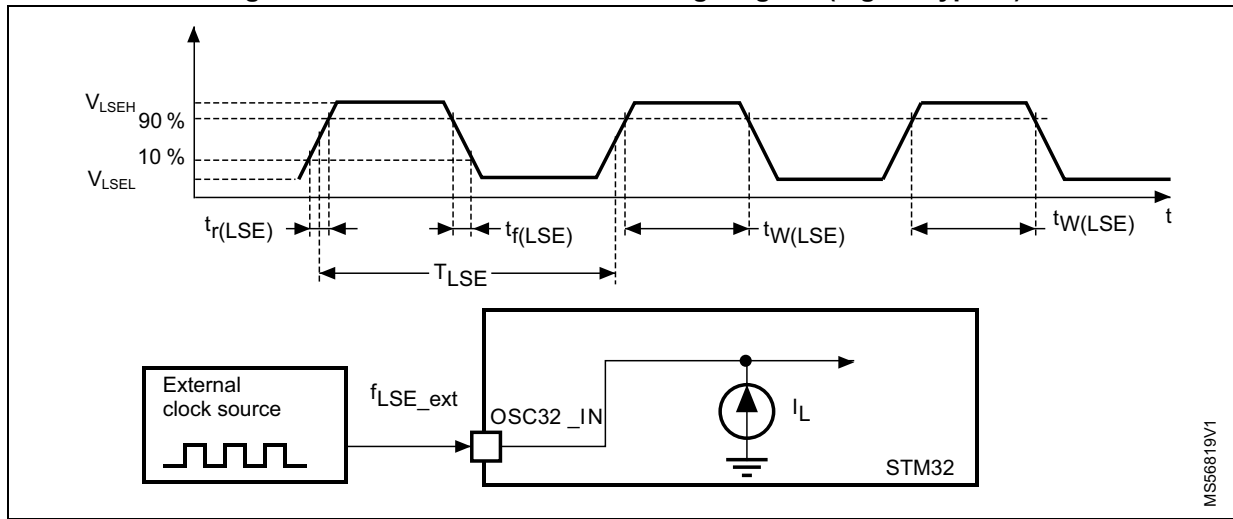 V_LSEH
90 %
10 %
V_LSEL
t_r(LSE)
t_f(LSE)
t_W(LSE)
t_W(LSE)
t
T_LSE
External
clock source
f_LSE_ext
OSC32 _IN
I_L
STM32
MS56819V1